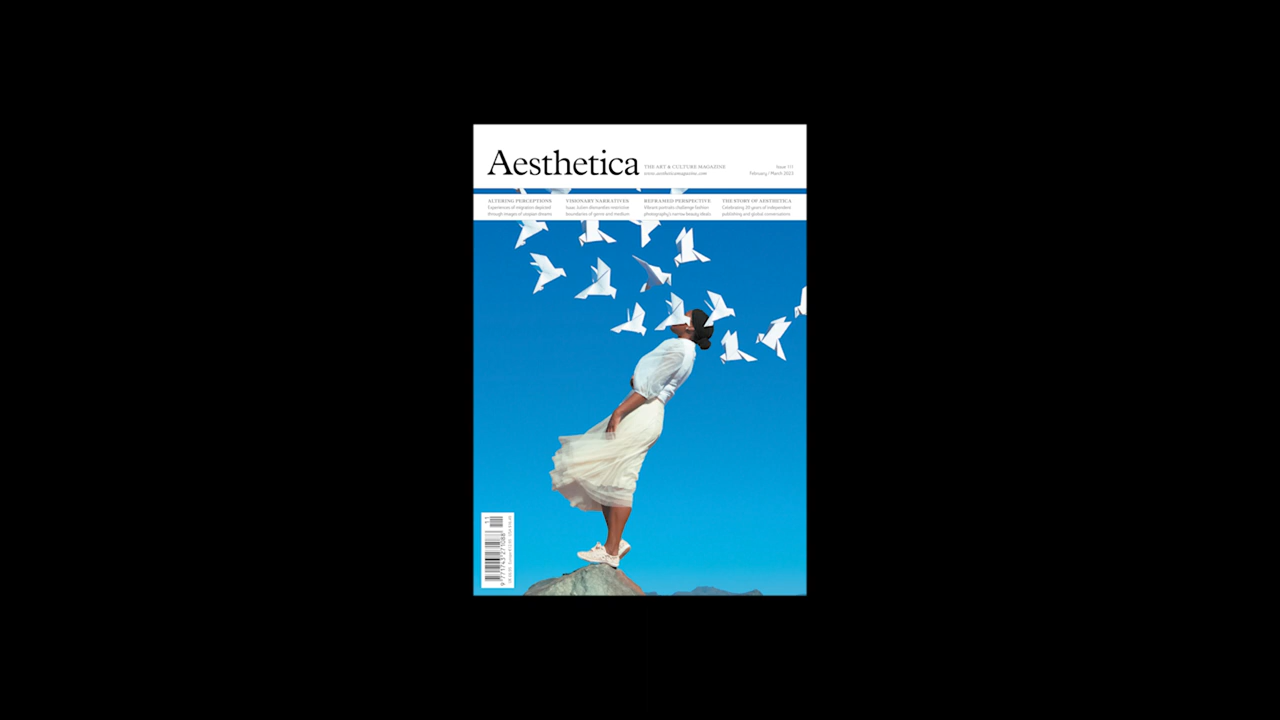 Aesthetica
THE ART & CULTURE MAGAZINE
www.aestheticamagazine.com
Issue 111
February / March 2023
ALTERING PERCEPTIONS
Experiences of migration depicted
through images of utopian dreams
VISIONARY NARRATIVES
Isaac Julien dismantles restrictive
boundaries of genre and medium
REFRAMED PERSPECTIVE
Vibrant portraits challenge fashion
photography's narrow beauty ideals
THE STORY OF AESTHETICA
Celebrating 20 years of independent
publishing and global conversation